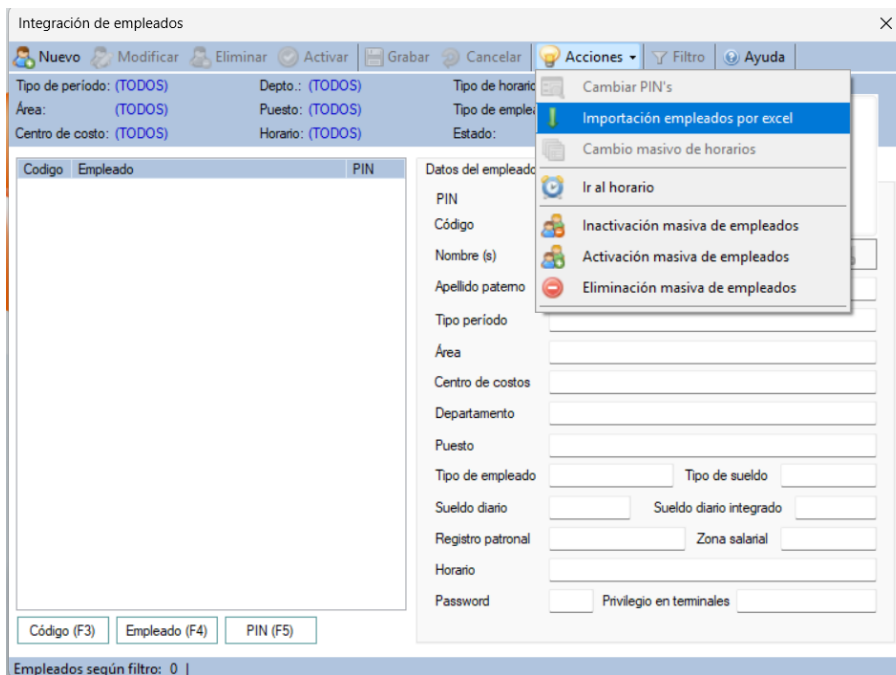 Integración de empleados
Nuevo Modificar Eliminar Activar Grabar Cancelar Acciones Filtro Ayuda
Tipo de período: (TODOS) Depto.: (TODOS) Tipo de horario
Área: (TODOS) Puesto: (TODOS) Tipo de
Centro de costo: (TODOS) Horario: (TODOS) Estado:
Cambiar PIN's
Importación empleados por excel
Cambio masivo de horarios
Ir al horario
Inactivación masiva de empleados
Activación masiva de empleados
Eliminación masiva de empleados
Codigo Empleado PIN
Datos del empleado
PIN
Código
Nombre (s)
Apellido paterno
Tipo período
Área
Centro de costos
Departamento
Puesto
Tipo de empleado Tipo de sueldo
Sueldo diario Sueldo diario integrado
Registro patronal Zona salarial
Horario
Password Privilegio en terminales
Código (F3) Empleado (F4) PIN (F5)
Empleados según filtro: 0 |